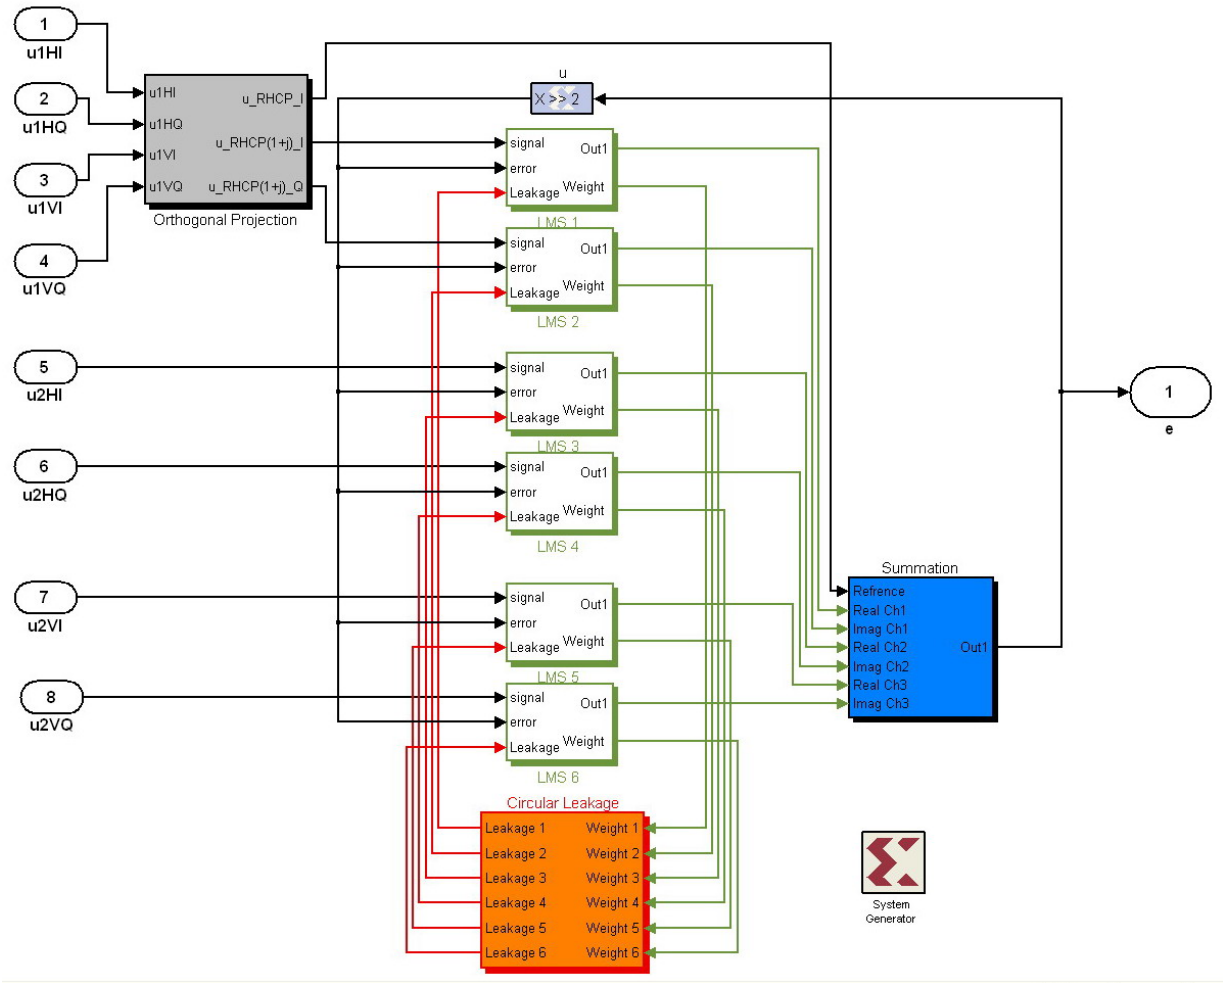 1
u1HI
2
u1HQ
3
u1VI
4
u1VQ
u1HI
u1HQ
u1VI
u1VQ
u_RHCP_I
u_RHCP(1+j)_I
u_RHCP(1+j)_Q
Orthogonal Projection
u
X >> 2
signal
error
Leakage
Out1
Weight
LMS 1
signal
error
Leakage
Out1
Weight
LMS 2
5
u2HI
signal
error
Leakage
Out1
Weight
LMS 3
6
u2HQ
signal
error
Leakage
Out1
Weight
LMS 4
7
u2VI
signal
error
Leakage
Out1
Weight
LMS 5
8
u2VQ
signal
error
Leakage
Out1
Weight
LMS 6
1
e
Summation
Refrence
Real Ch1
Imag Ch1
Real Ch2
Imag Ch2
Real Ch3
Imag Ch3
Out1
Circular Leakage
Leakage 1 Weight 1
Leakage 2 Weight 2
Leakage 3 Weight 3
Leakage 4 Weight 4
Leakage 5 Weight 5
Leakage 6 Weight 6
System
Generator